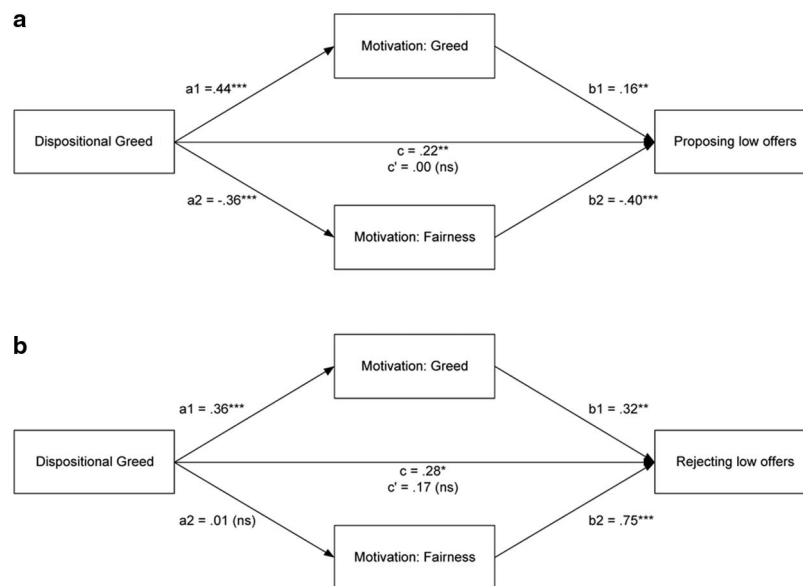 a
Motivation: Greed
a1 =.44***
b1 = .16**
Dispositional Greed
Proposing low offers
c = .22**
c' = .00 (ns)
a2 = -.36***
b2 = -.40***
Motivation: Fairness
b
Motivation: Greed
a1 = .36***
b1 = .32**
Dispositional Greed
Rejecting low offers
c = .28*
c' = .17 (ns)
a2 = .01 (ns)
b2 = .75***
Motivation: Fairness